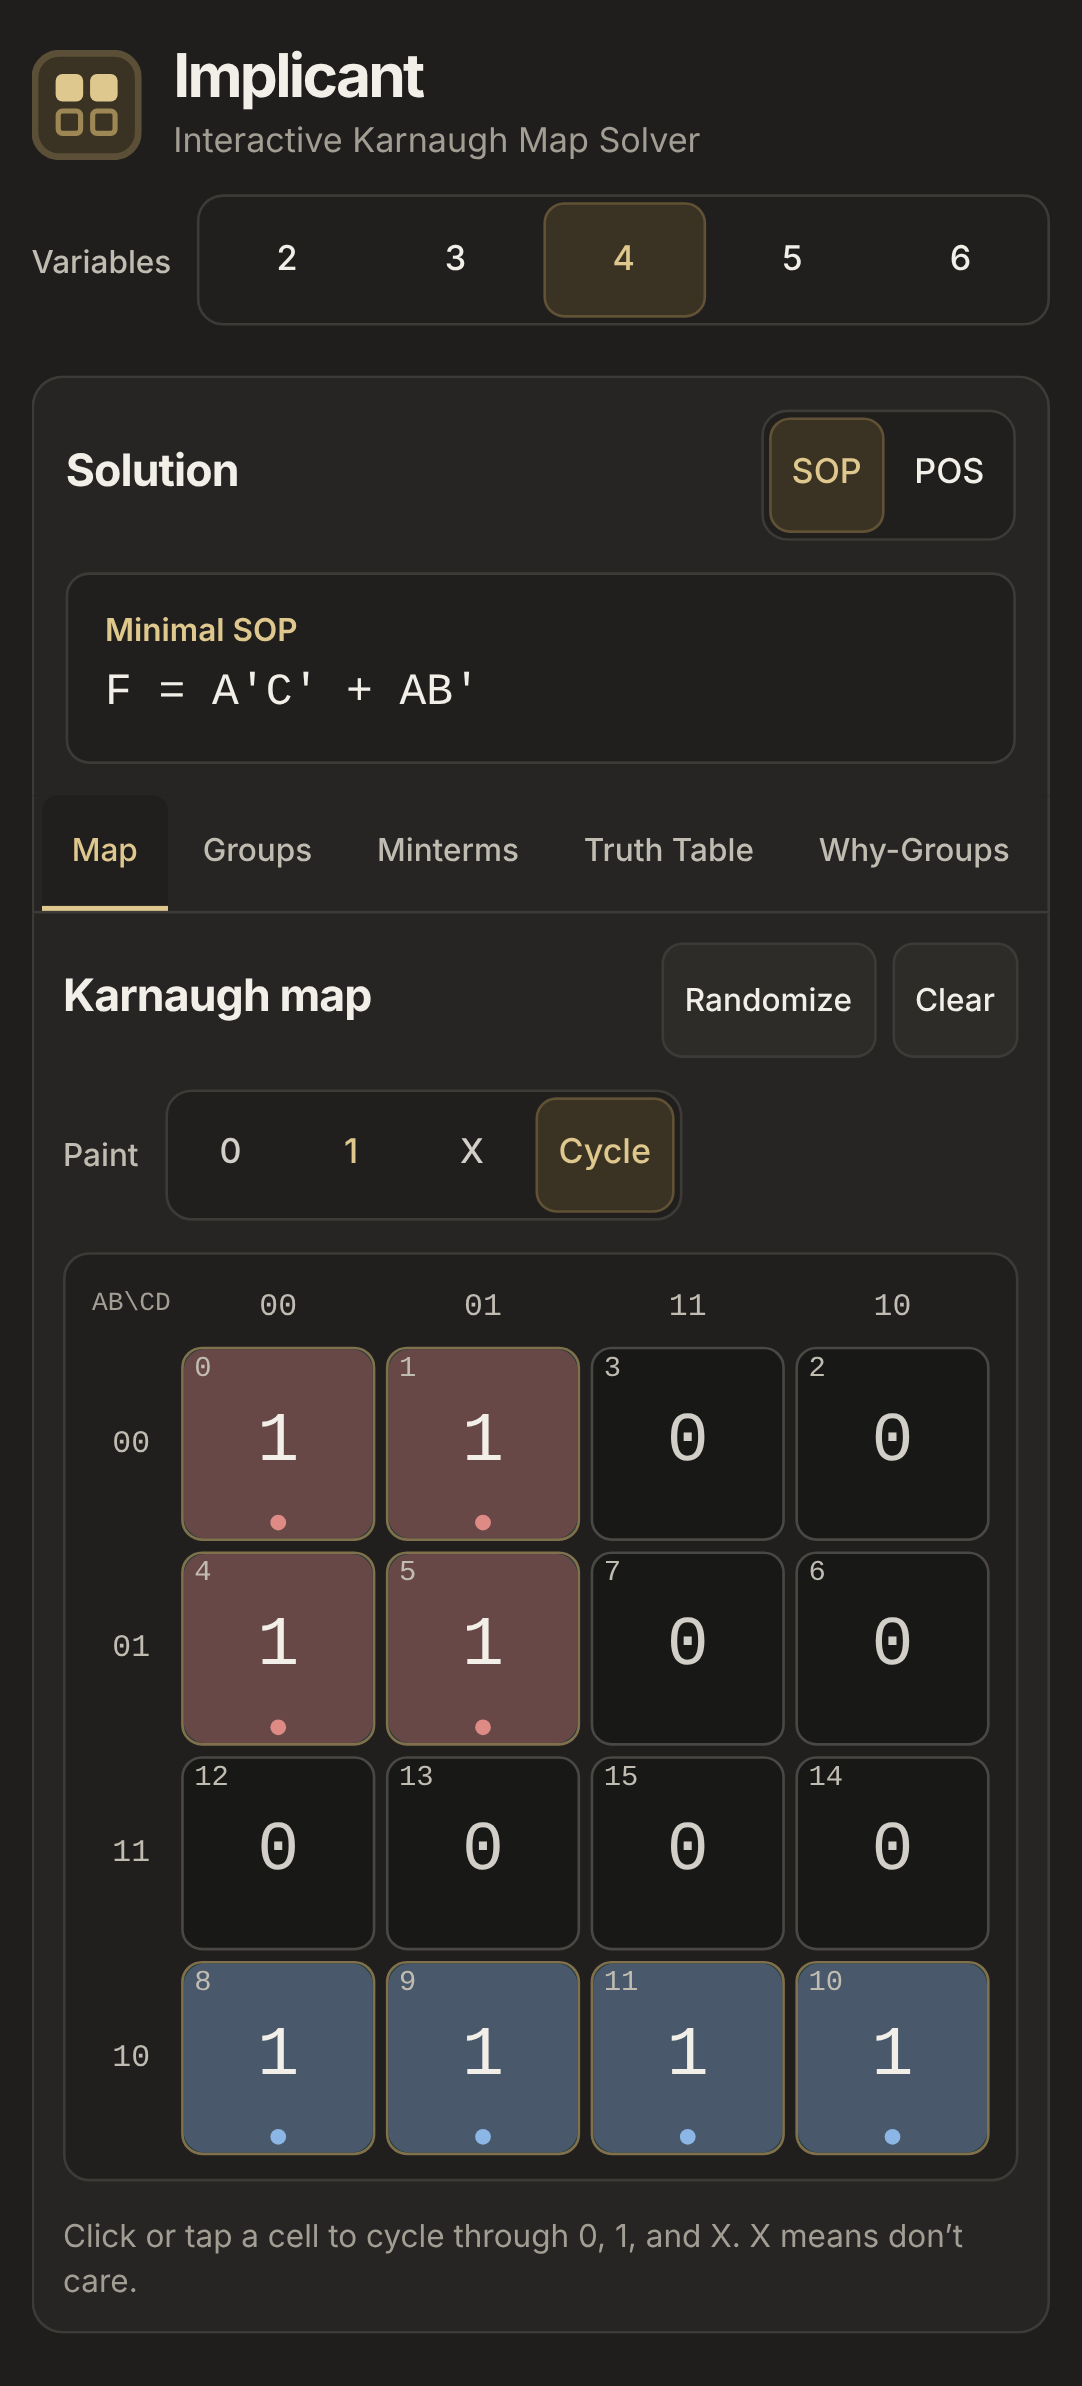 Implicant
Interactive Karnaugh Map Solver
Variables 2 3 4 5 6
Solution SOP POS
Minimal SOP
F = A'C' + AB'
Map Groups Minterms Truth Table Why-Groups
Karnaugh map Randomize Clear
Paint 0 1 X Cycle
AB\CD 00 01 11 10
0 1 3 2
00 1 1 0 0
4 5 7 6
01 1 1 0 0
12 13 15 14
11 0 0 0 0
8 9 11 10
10 1 1 1 1
Click or tap a cell to cycle through 0, 1, and X. X means don’t
care.